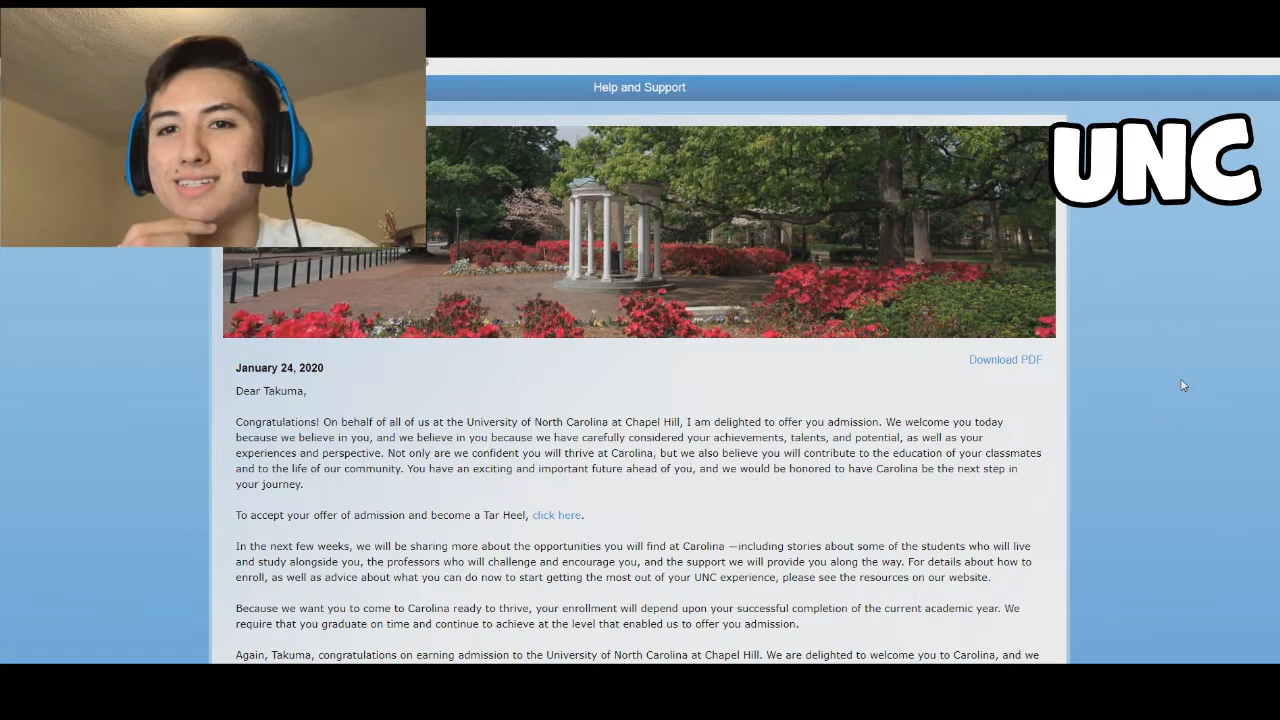 Help and Support
UNC
Download PDF
January 24, 2020
Dear Takuma,
Congratulations! On behalf of all of us at the University of North Carolina at Chapel Hill, I am delighted to offer you admission. We welcome you today
because we believe in you, and we believe in you because we have carefully considered your achievements, talents, and potential, as well as your
experiences and perspective. Not only are we confident you will thrive at Carolina, but we also believe you will contribute to the education of your classmates
and to the life of our community. You have an exciting and important future ahead of you, and we would be honored to have Carolina be the next step in
your journey.
To accept your offer of admission and become a Tar Heel, click here.
In the next few weeks, we will be sharing more about the opportunities you will find at Carolina —including stories about some of the students who will live
and study alongside you, the professors who will challenge and encourage you, and the support we will provide you along the way. For details about how to
enroll, as well as advice about what you can do now to start getting the most out of your UNC experience, please see the resources on our website.
Because we want you to come to Carolina ready to thrive, your enrollment will depend upon your successful completion of the current academic year. We
require that you graduate on time and continue to achieve at the level that enabled us to offer you admission.
Again, Takuma, congratulations on earning admission to the University of North Carolina at Chapel Hill. We are delighted to welcome you to Carolina, and we